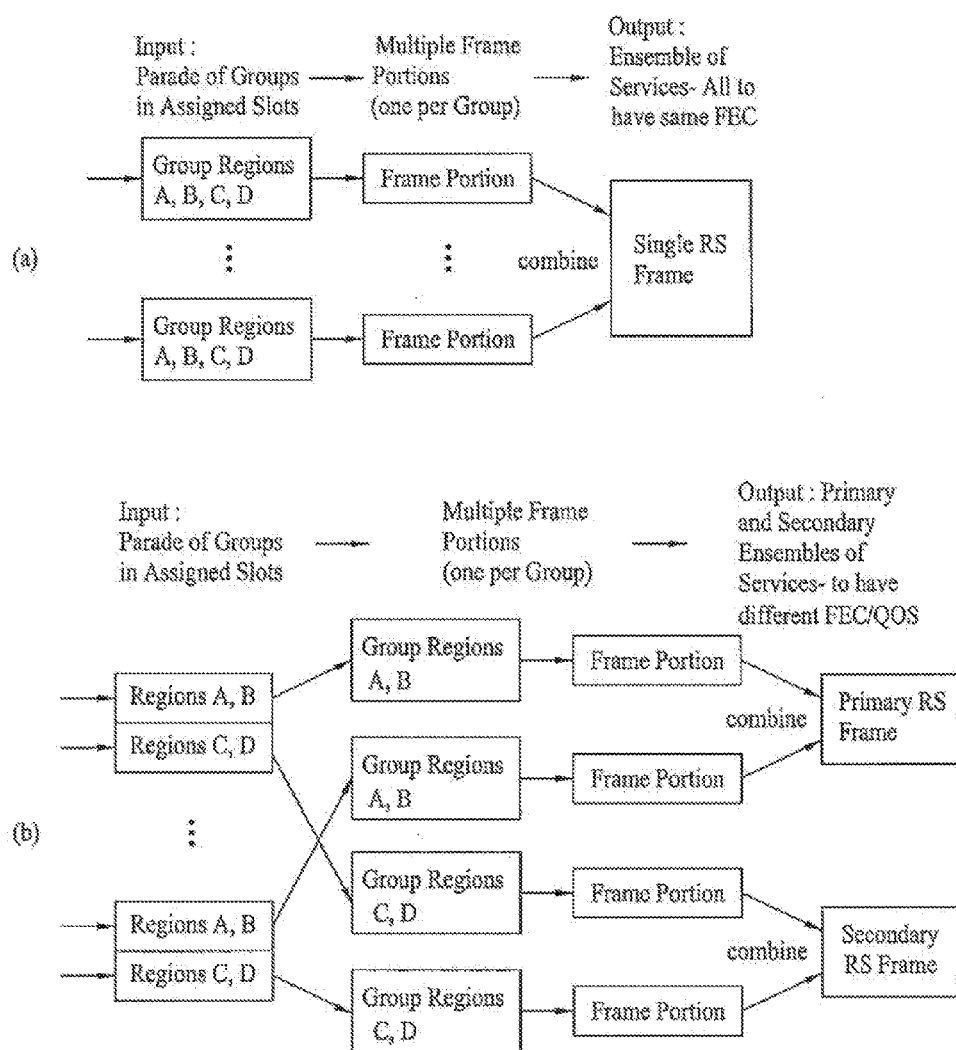 Input :
Parade of Groups
in Assigned Slots
Multiple Frame
Portions
(one per Group)
Output :
Ensemble of
Services- All to
have same FEC
(a)
Group Regions
A, B, C, D
Frame Portion
Group Regions
A, B, C, D
Frame Portion
combine
Single RS
Frame
(b)
Input :
Parade of Groups
in Assigned Slots
Multiple Frame
Portions
(one per Group)
Output : Primary
and Secondary
Ensembles of
Services- to have
different FEC/QOS
Regions A, B
Regions C, D
Regions A, B
Regions C, D
Group Regions
A, B
Group Regions
A, B
Group Regions
C, D
Group Regions
C, D
Frame Portion
Frame Portion
Frame Portion
Frame Portion
combine
Primary RS
Frame
combine
Secondary
RS Frame